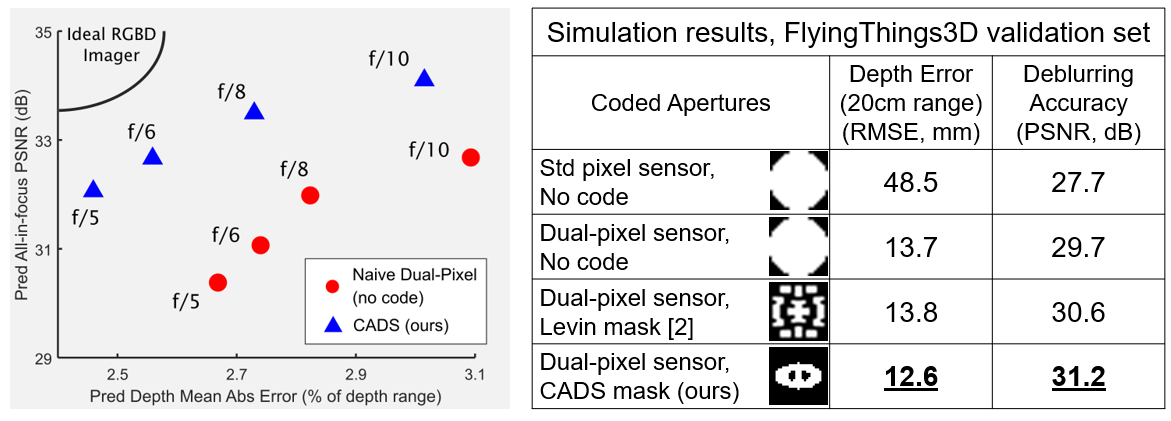 35
Ideal RGBD
Imager
f/10
f/8
33
f/6
f/10
f/8
f/5
f/6
31
f/5
Naive Dual-Pixel
(no code)
CADS (ours)
29
2.5 2.7 2.9 3.1
Pred Depth Mean Abs Error (% of depth range)
Pred All-in-focus PSNR (dB)
Simulation results, FlyingThings3D validation set
Coded Apertures
Depth Error
(20cm range)
(RMSE, mm)
Deblurring
Accuracy
(PSNR, dB)
Std pixel sensor,
No code
48.5 27.7
Dual-pixel sensor,
No code
13.7 29.7
Dual-pixel sensor,
Levin mask [2]
13.8 30.6
Dual-pixel sensor,
CADS mask (ours)
12.6 31.2